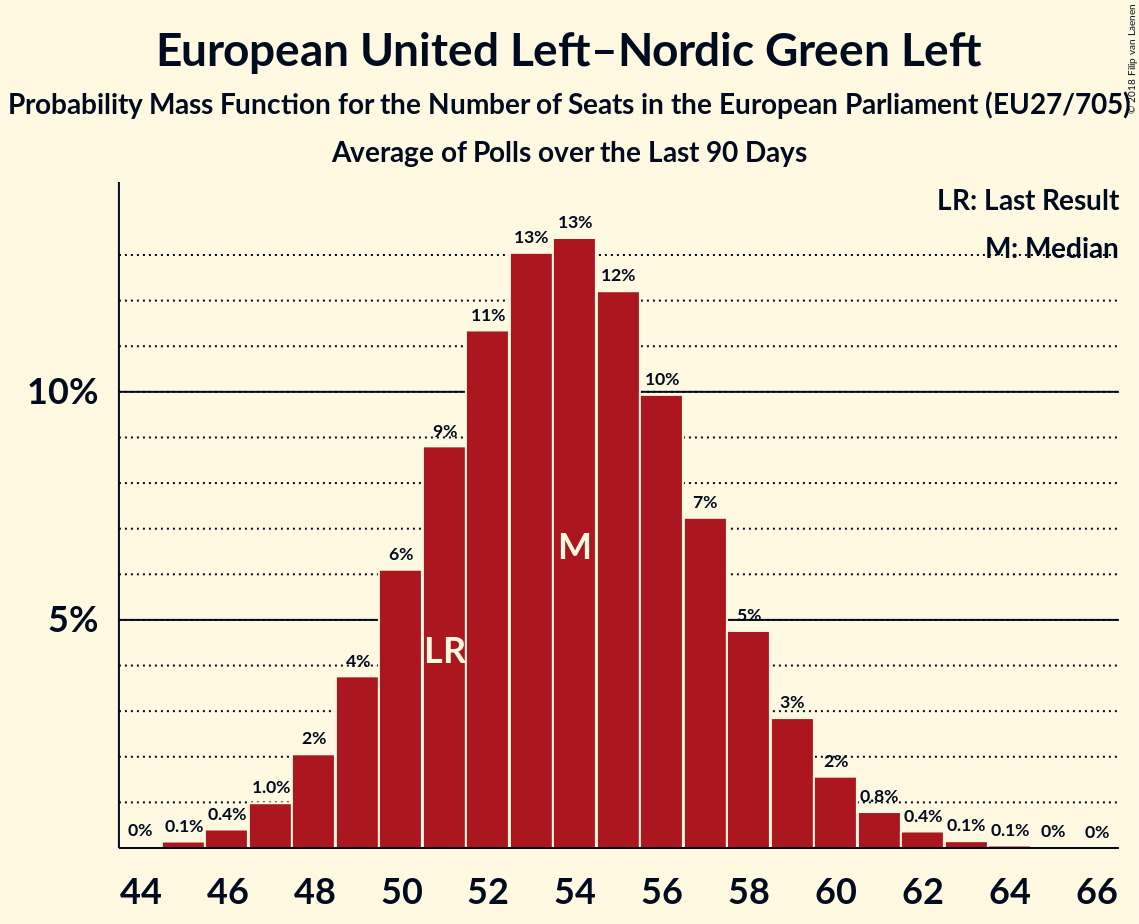 European United Left–Nordic Green Left
Probability Mass Function for the Number of Seats in the European Parliament (EU27/705)
Average of Polls over the Last 90 Days
© 2018 Filip van Laenen
LR: Last Result
M: Median
10%
5%
0%
0.1%
0.4%
1.0%
2%
4%
6%
9%
11%
13%
13%
12%
10%
7%
5%
3%
2%
0.8%
0.4%
0.1%
0.1%
0%
0%
LR
M
44 46 48 50 52 54 56 58 60 62 64 66